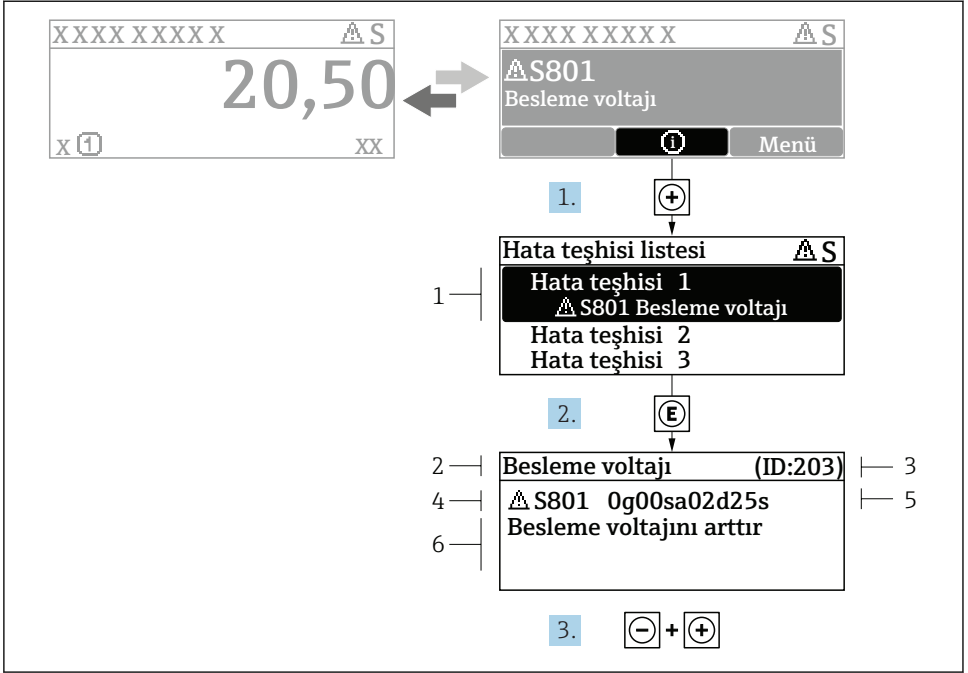 XXXX XXXXX ⚠S
20,50
x 1 XX
XXXX XXXXX ⚠S
⚠S801
Besleme voltajı
i Menü
1. +
Hata teşhisi listesi ⚠S
1
Hata teşhisi 1
⚠S801 Besleme voltajı
Hata teşhisi 2
Hata teşhisi 3
2. E
2 Besleme voltajı (ID:203) 3
4 ⚠S801 0g00sa02d25s 5
6 Besleme voltajını arttır
3. - + +